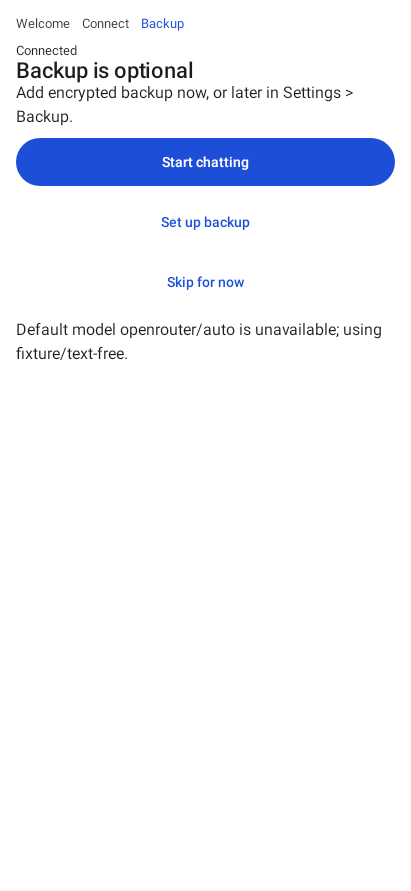 Welcome Connect Backup
Connected
Backup is optional
Add encrypted backup now, or later in Settings >
Backup.
Start chatting
Set up backup
Skip for now
Default model openrouter/auto is unavailable; using
fixture/text-free.